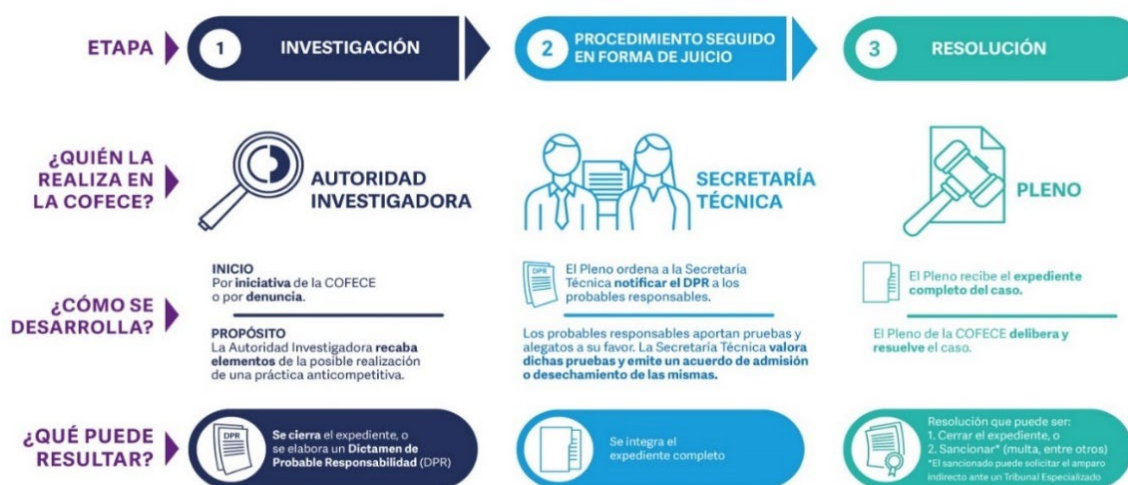 ETAPA
1
INVESTIGACIÓN
2
PROCEDIMIENTO SEGUIDO
EN FORMA DE JUICIO
3
RESOLUCIÓN
¿QUIÉN LA
REALIZA EN
LA COFECE?
AUTORIDAD
INVESTIGADORA
SECRETARÍA
TÉCNICA
PLENO
¿CÓMO SE
DESARROLLA?
INICIO
Por iniciativa de la COFECE
o por denuncia.
PROPÓSITO
La Autoridad Investigadora recaba
elementos de la posible realización
de una práctica anticompetitiva.
DPR
El Pleno ordena a la Secretaría
Técnica notificar el DPR a los
probables responsables.
Los probables responsables aportan pruebas y
alegatos a su favor. La Secretaría Técnica valora
dichas pruebas y emite un acuerdo de admisión
o desechamiento de las mismas.
El Pleno recibe el expediente
completo del caso.
El Pleno de la COFECE delibera y
resuelve el caso.
¿QUÉ PUEDE
RESULTAR?
DPR
Se cierra el expediente, o
se elabora un Dictamen de
Probable Responsabilidad (DPR)
Se integra el
expediente completo
Resolución que puede ser:
1. Cerrar el expediente, o
2. Sancionar* (multa, entre otros)
*El sancionado puede solicitar el amparo
indirecto ante un Tribunal Especializado